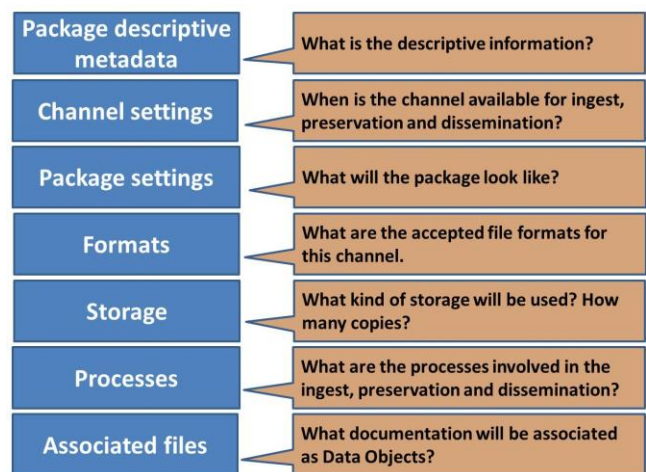 Package descriptive
metadata
What is the descriptive information?
Channel settings
When is the channel available for ingest,
preservation and dissemination?
Package settings
What will the package look like?
Formats
What are the accepted file formats for
this channel.
Storage
What kind of storage will be used? How
many copies?
Processes
What are the processes involved in the
ingest, preservation and dissemination?
Associated files
What documentation will be associated
as Data Objects?